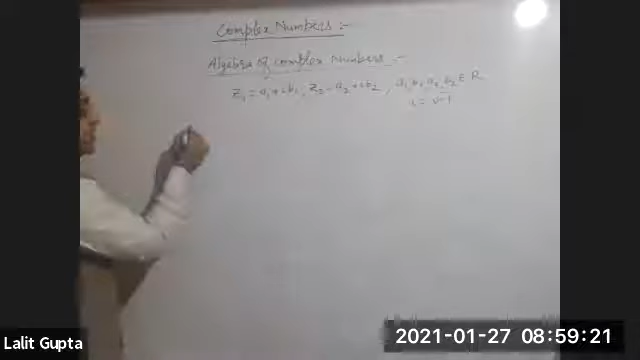 Complex Numbers :-
Algebra of complex Numbers :-
Z₁ = a₁ + ib₁, Z₂ = a₂ + ib₂, a₁, b₁, a₂, b₂ ∈ R
i = √-1
Lalit Gupta
2021-01-27 08:59:21